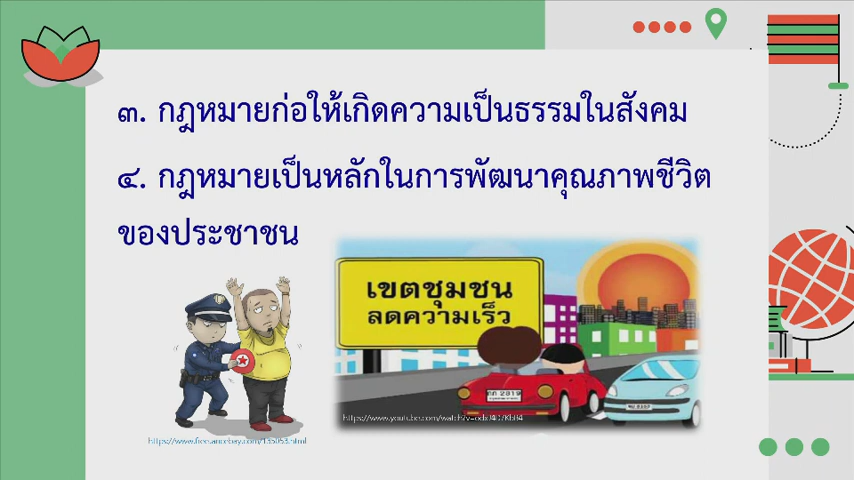 ๓. กฎหมายก่อให้เกิดความเป็นธรรมในสังคม
๔. กฎหมายเป็นหลักในการพัฒนาคุณภาพชีวิต
ของประชาชน
เขตชุมชน
ลดความเร็ว
กก 2819